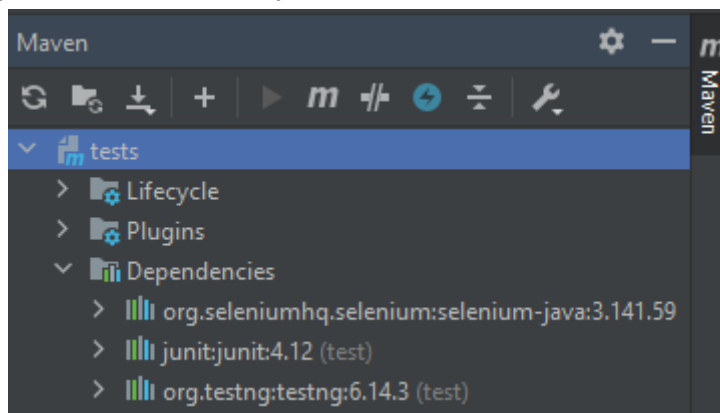 Maven
m
Maven
m
tests
Lifecycle
Plugins
Dependencies
org.seleniumhq.selenium:selenium-java:3.141.59
junit:junit:4.12 (test)
org.testng:testng:6.14.3 (test)